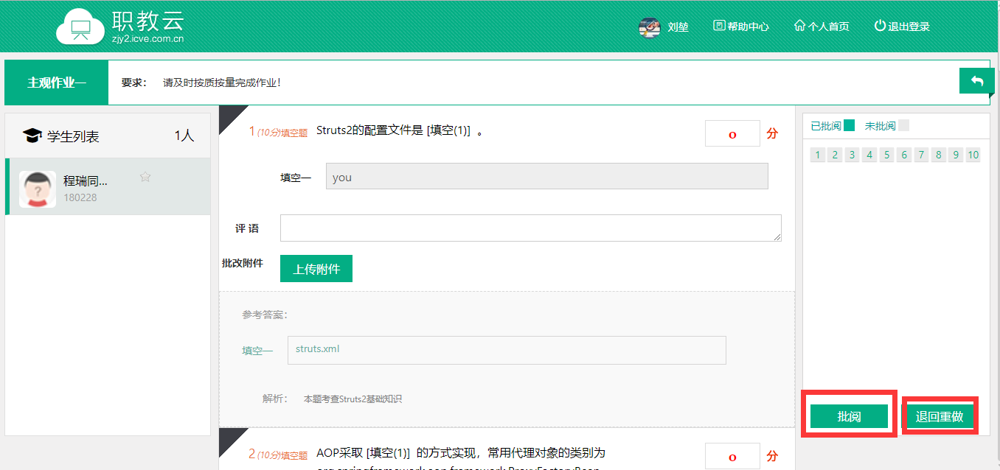 职教云
zjy2.icve.com.cn
刘堃 帮助中心 个人首页 退出登录
主观作业一 要求： 请及时按质按量完成作业！
学生列表 1人
程瑞同...
180228
1 (10分)填空题 Struts2的配置文件是 [填空(1)] 。 0 分
填空一 you
评 语
批改附件 上传附件
参考答案：
填空一 struts.xml
解析： 本题考查Struts2基础知识
2 (10分)填空题 AOP采取 [填空(1)] 的方式实现，常用代理对象的类别为 0 分
org.springframework.aop.framework.ProxyFactoryBean
已批阅 未批阅
1 2 3 4 5 6 7 8 9 10
批阅 退回重做